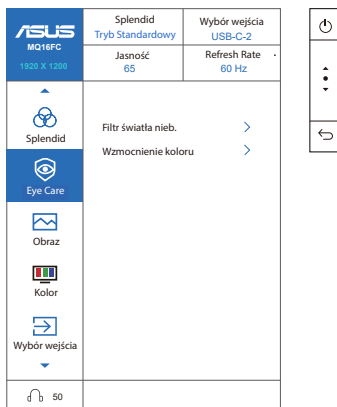 ASUS
MQ16FC
1920 X 1200
Splendid
Tryb Standardowy
Wybór wejścia
USB-C-2
Jasność
65
Refresh Rate
60 Hz
Splendid
Eye Care
Obraz
Kolor
Wybór wejścia
Filtr światła nieb.
Wzmocnienie koloru
50